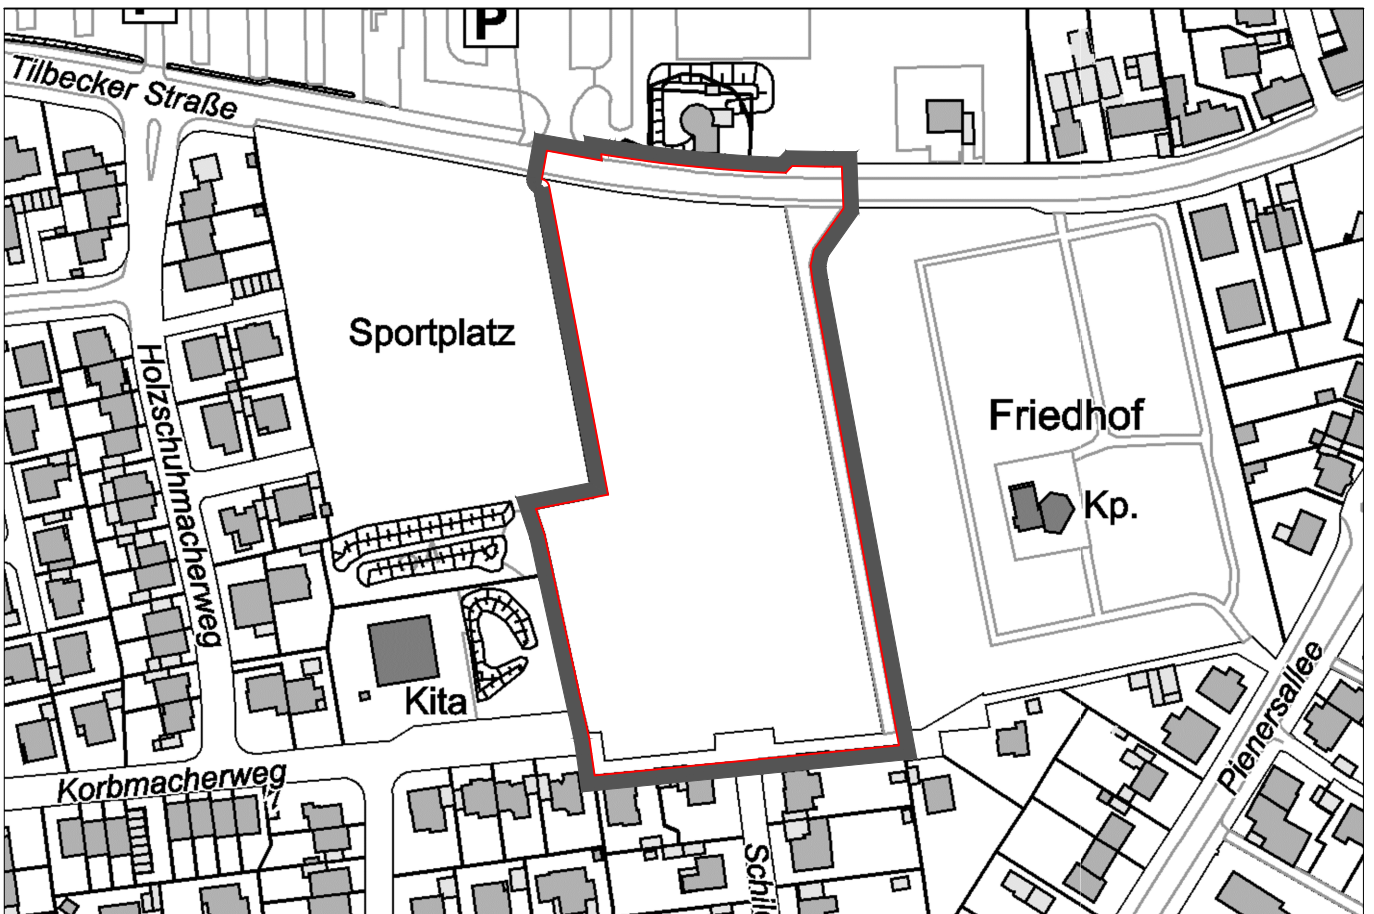 P
Tilbecker Straße
Sportplatz
Holzschuhmacherweg
Friedhof
Kp.
Kita
Pienersallee
Korbmacherweg